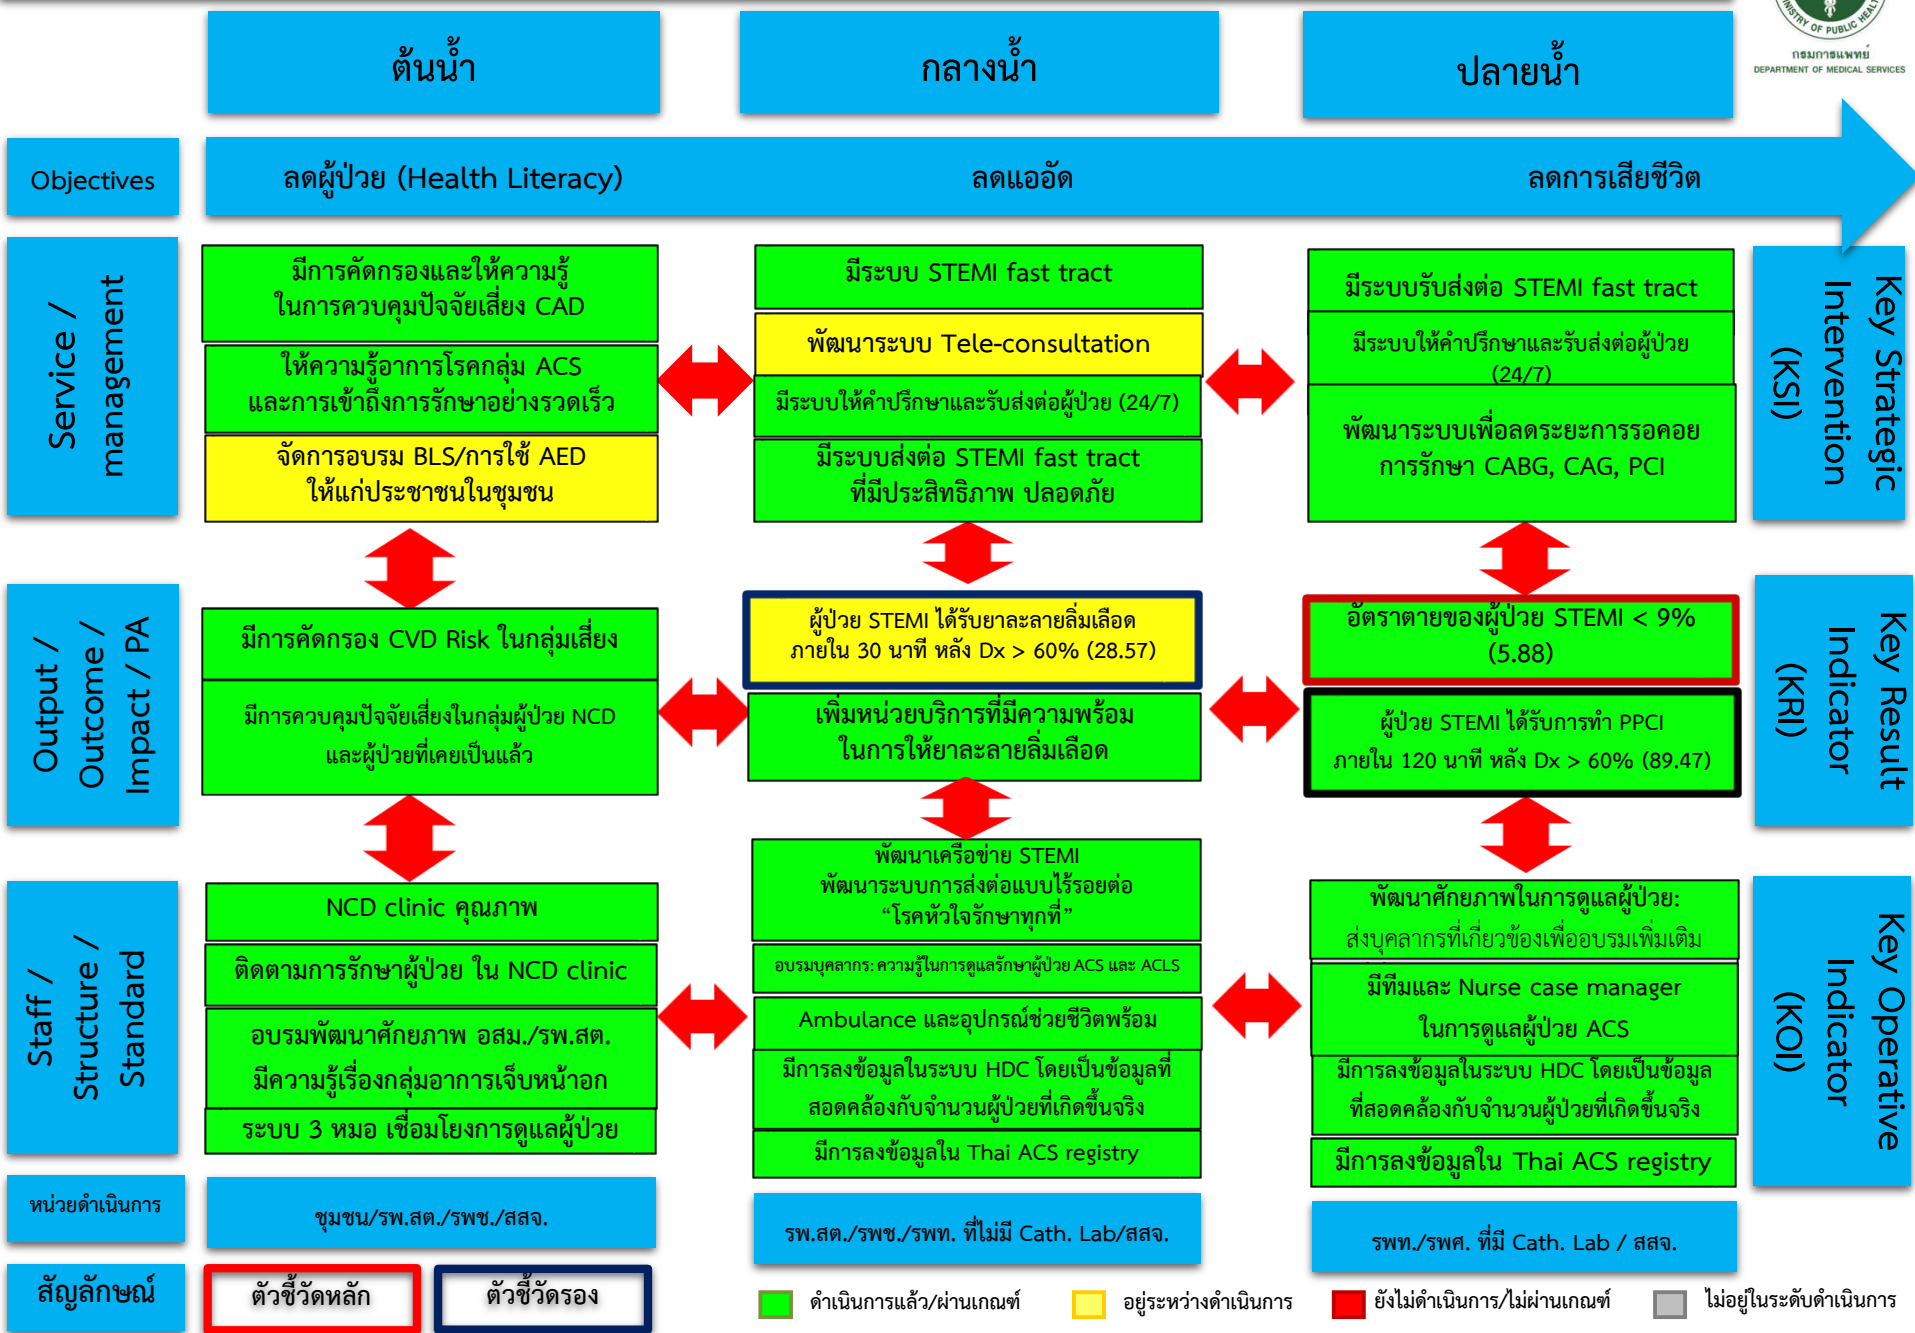 MINISTRY OF PUBLIC HEALT
กรมการแพทย์
DEPARTMENT OF MEDICAL SERVICES
ต้นน้ำ
กลางน้ำ
ปลายน้ำ
Objectives
ลดผู้ป่วย (Health Literacy)
ลดแออัด
ลดการเสียชีวิต
Service /
management
มีการคัดกรองและให้ความรู้
ในการควบคุมปัจจัยเสี่ยง CAD
ให้ความรู้อาการโรคกลุ่ม ACS
และการเข้าถึงการรักษาอย่างรวดเร็ว
จัดการอบรม BLS/การใช้ AED
ให้แก่ประชาชนในชุมชน
มีระบบ STEMI fast tract
พัฒนาระบบ Tele-consultation
มีระบบให้คำปรึกษาและรับส่งต่อผู้ป่วย (24/7)
มีระบบส่งต่อ STEMI fast tract
ที่มีประสิทธิภาพ ปลอดภัย
มีระบบรับส่งต่อ STEMI fast tract
มีระบบให้คำปรึกษาและรับส่งต่อผู้ป่วย
(24/7)
พัฒนาระบบเพื่อลดระยะการรอคอย
การรักษา CABG, CAG, PCI
Key Strategic
Intervention
(KSI)
Output /
Outcome /
Impact / PA
มีการคัดกรอง CVD Risk ในกลุ่มเสี่ยง
มีการควบคุมปัจจัยเสี่ยงในกลุ่มผู้ป่วย NCD
และผู้ป่วยที่เคยเป็นแล้ว
ผู้ป่วย STEMI ได้รับยาละลายลิ่มเลือด
ภายใน 30 นาที หลัง Dx > 60% (28.57)
เพิ่มหน่วยบริการที่มีความพร้อม
ในการให้ยาละลายลิ่มเลือด
อัตราตายของผู้ป่วย STEMI < 9%
(5.88)
ผู้ป่วย STEMI ได้รับการทำ PPCI
ภายใน 120 นาที หลัง Dx > 60% (89.47)
Key Result
Indicator
(KRI)
Staff /
Structure /
Standard
NCD clinic คุณภาพ
ติดตามการรักษาผู้ป่วย ใน NCD clinic
อบรมพัฒนาศักยภาพ อสม./รพ.สต.
มีความรู้เรื่องกลุ่มอาการเจ็บหน้าอก
ระบบ 3 หมอ เชื่อมโยงการดูแลผู้ป่วย
พัฒนาเครือข่าย STEMI
พัฒนาระบบการส่งต่อแบบไร้รอยต่อ
“โรคหัวใจรักษาทุกที่”
อบรมบุคลากร: ความรู้ในการดูแลรักษาผู้ป่วย ACS และ ACLS
Ambulance และอุปกรณ์ช่วยชีวิตพร้อม
มีการลงข้อมูลในระบบ HDC โดยเป็นข้อมูลที่
สอดคล้องกับจำนวนผู้ป่วยที่เกิดขึ้นจริง
มีการลงข้อมูลใน Thai ACS registry
พัฒนาศักยภาพในการดูแลผู้ป่วย:
ส่งบุคลากรที่เกี่ยวข้องเพื่ออบรมเพิ่มเติม
มีทีมและ Nurse case manager
ในการดูแลผู้ป่วย ACS
มีการลงข้อมูลในระบบ HDC โดยเป็นข้อมูล
ที่สอดคล้องกับจำนวนผู้ป่วยที่เกิดขึ้นจริง
มีการลงข้อมูลใน Thai ACS registry
Key Operative
Indicator
(KOI)
หน่วยดำเนินการ
ชุมชน/รพ.สต./รพช./สสจ.
รพ.สต./รพช./รพท. ที่ไม่มี Cath. Lab/สสจ.
รพท./รพศ. ที่มี Cath. Lab / สสจ.
สัญลักษณ์
ตัวชี้วัดหลัก
ตัวชี้วัดรอง
ดำเนินการแล้ว/ผ่านเกณฑ์
อยู่ระหว่างดำเนินการ
ยังไม่ดำเนินการ/ไม่ผ่านเกณฑ์
ไม่อยู่ในระดับดำเนินการ